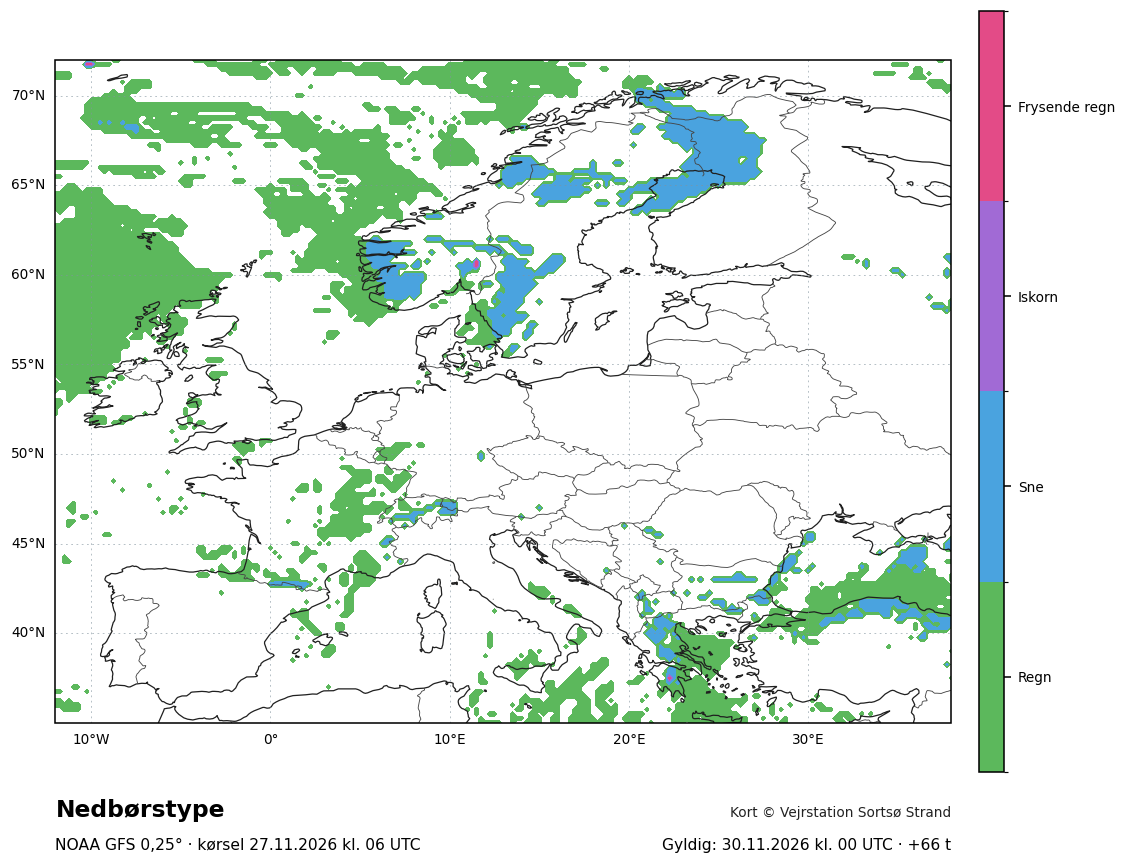 70°N
65°N
60°N
55°N
50°N
45°N
40°N
10°W
0°
10°E
20°E
30°E
Frysende regn
Iskorn
Sne
Regn
Nedbørstype
Kort © Vejrstation Sortsø Strand
NOAA GFS 0,25° · kørsel 27.11.2026 kl. 06 UTC
Gyldig: 30.11.2026 kl. 00 UTC · +66 t